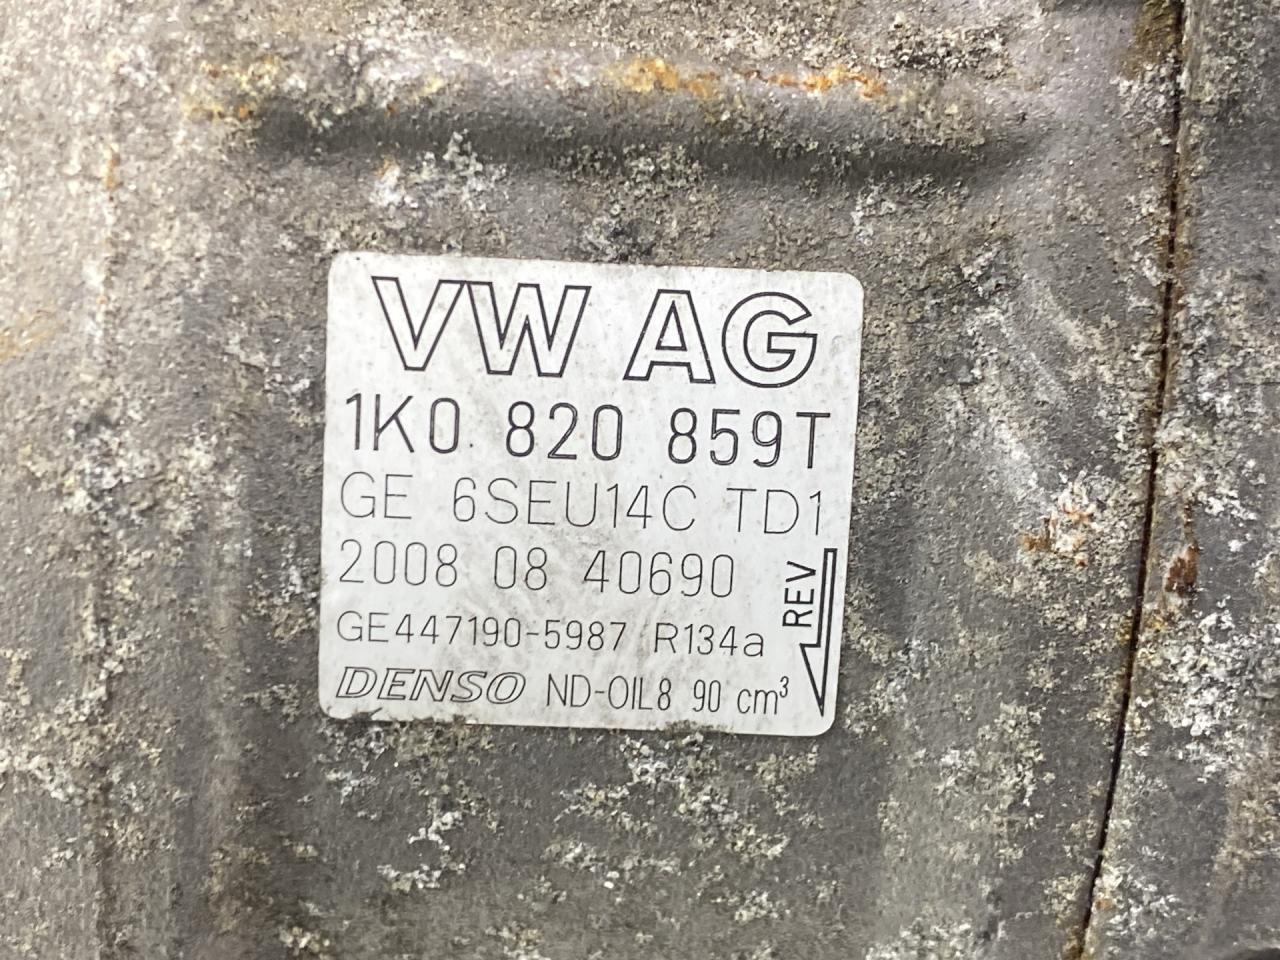 VW AG
1K0 820 859T
GE 6SEU14C TD1
2008 08 40690
REV
GE447190-5987 R134a
DENSO ND-OIL8 90 cm³